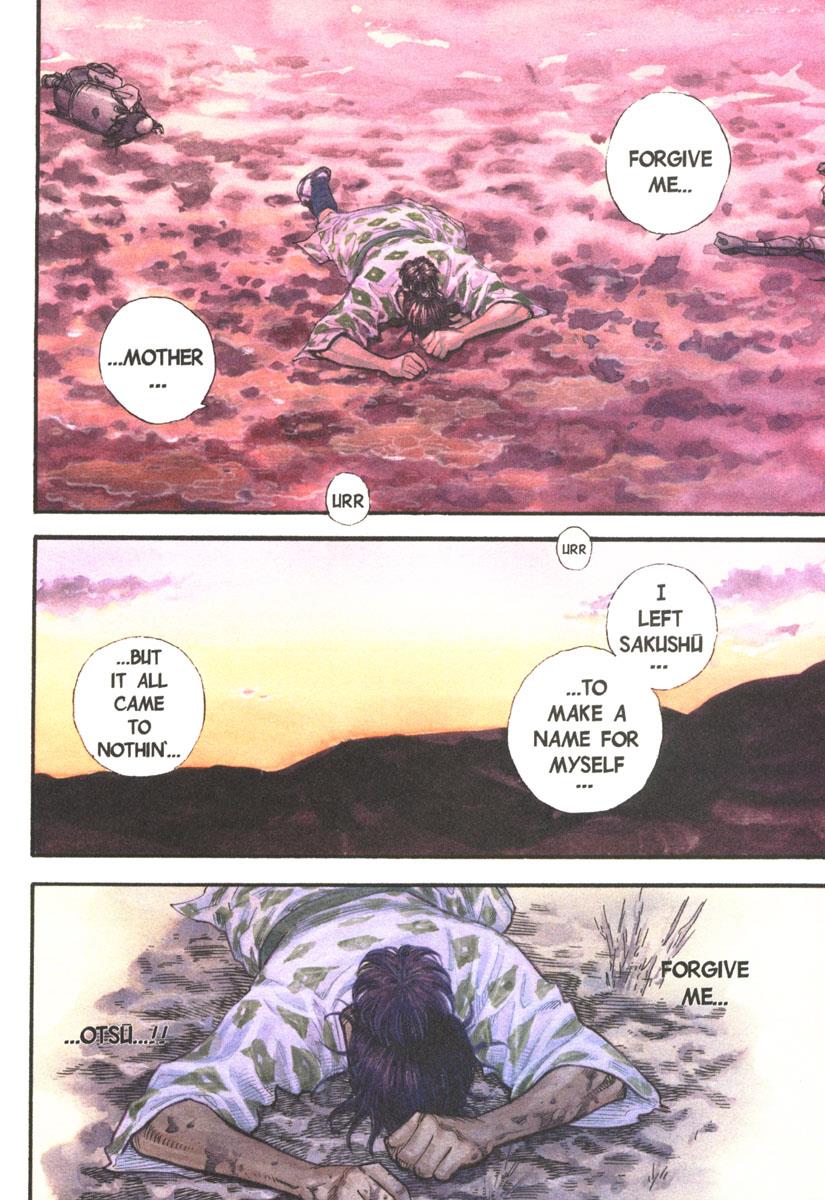 FORGIVE
ME...
...MOTHER
...
URR
URR
I
LEFT
SAKUSHŪ
...
...TO
MAKE A
NAME FOR
MYSELF
...
...BUT
IT ALL
CAME
TO
NOTHIN'...
FORGIVE
ME...
...OTSŪ...!!